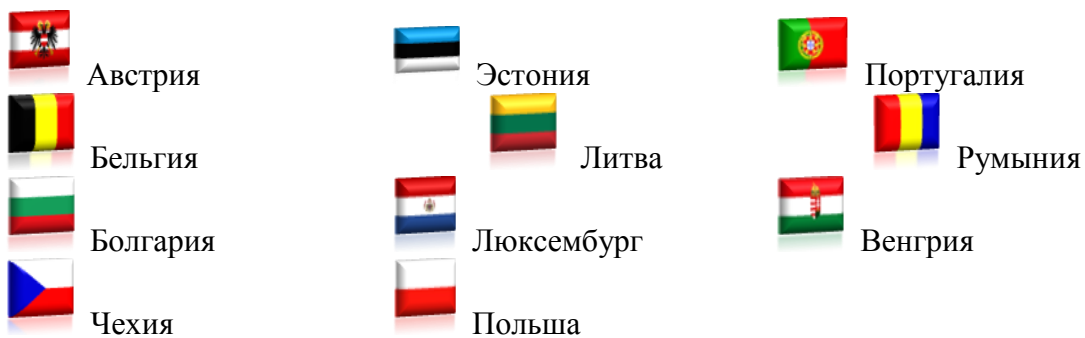 Австрия Эстония Португалия
Бельгия Литва Румыния
Болгария Люксембург Венгрия
Чехия Польша